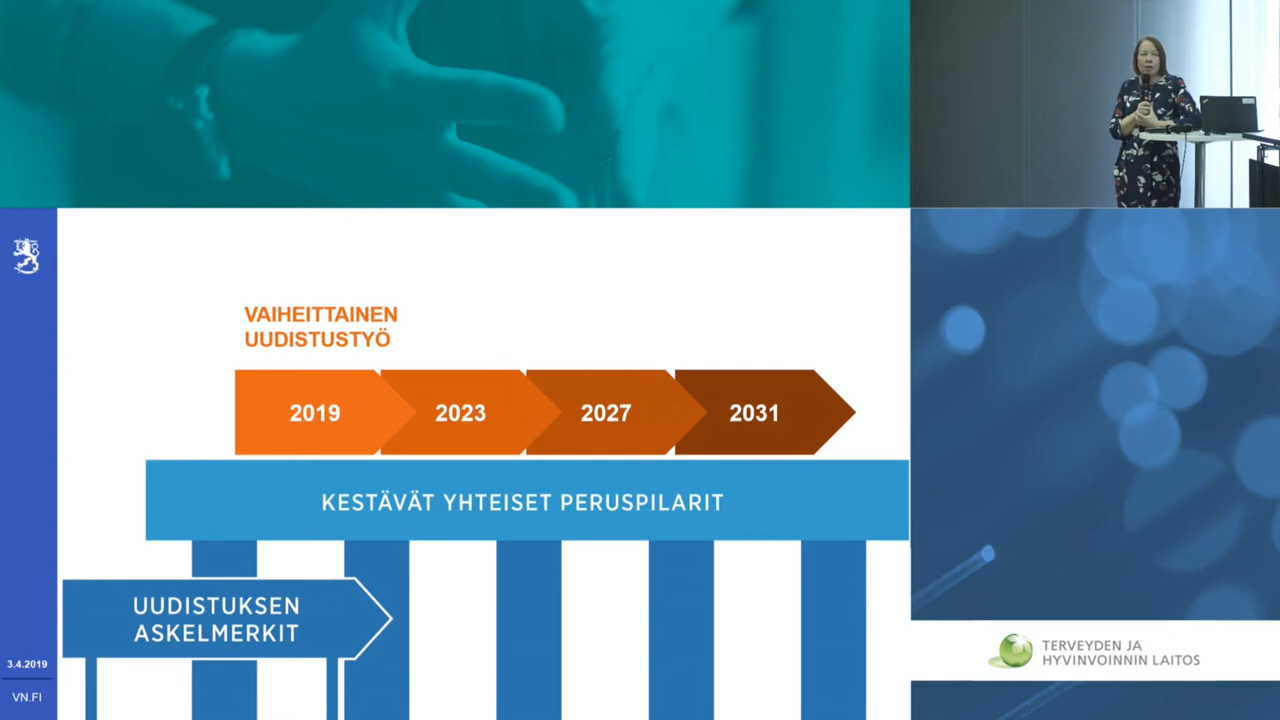 VAIHEITTAINEN
UUDISTUSTYÖ
2019 2023 2027 2031
KESTÄVÄT YHTEISET PERUSPILARIT
UUDISTUKSEN
ASKELMERKIT
3.4.2019
VN.FI
TERVEYDEN JA
HYVINVOINNIN LAITOS